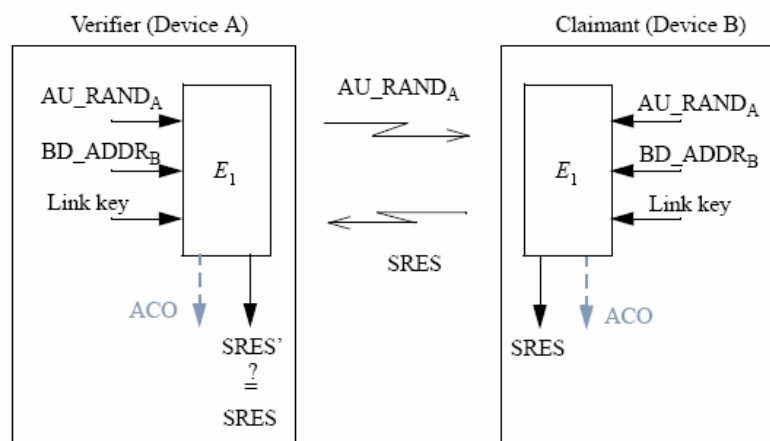 Verifier (Device A)
AU_RANDA
BD_ADDRB
Link key
E1
ACO
SRES’
?
=
SRES
AU_RANDA
SRES
Claimant (Device B)
E1
AU_RANDA
BD_ADDRB
Link key
SRES
ACO